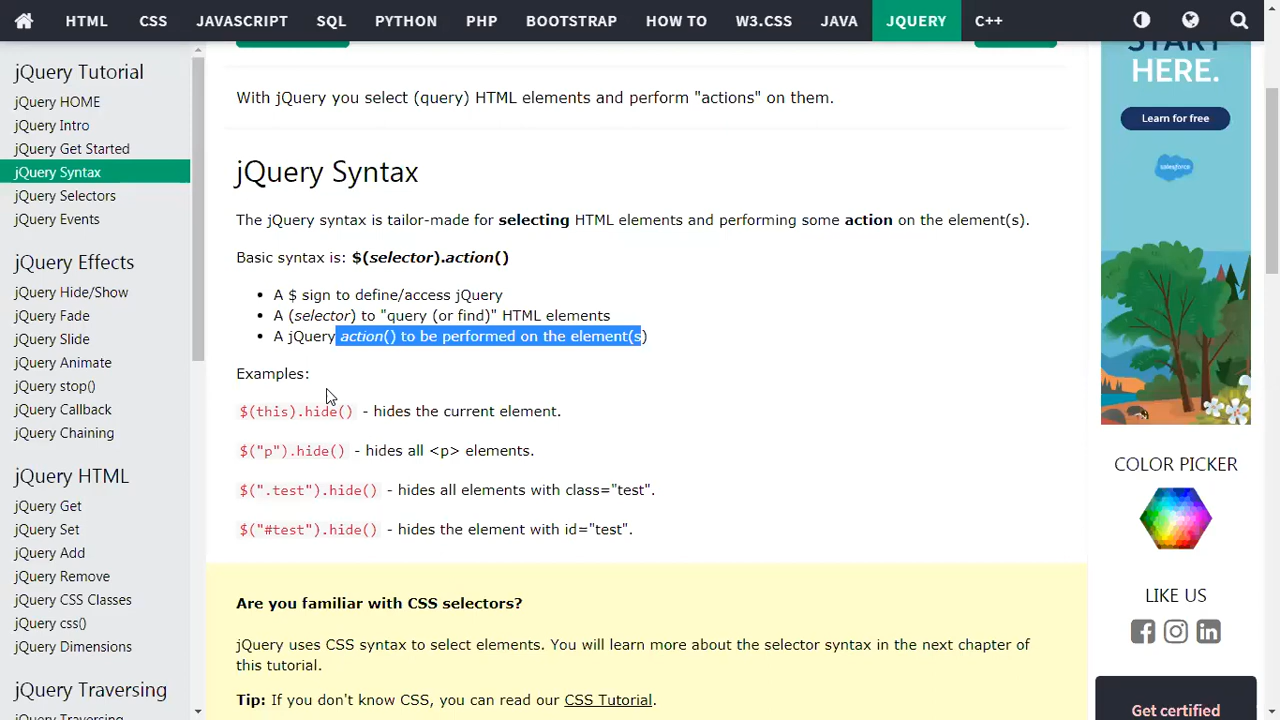 HTML CSS JAVASCRIPT SQL PYTHON PHP BOOTSTRAP HOW TO W3.CSS JAVA JQUERY C++
jQuery Tutorial
jQuery HOME
jQuery Intro
jQuery Get Started
jQuery Syntax
jQuery Selectors
jQuery Events
jQuery Effects
jQuery Hide/Show
jQuery Fade
jQuery Slide
jQuery Animate
jQuery stop()
jQuery Callback
jQuery Chaining
jQuery HTML
jQuery Get
jQuery Set
jQuery Add
jQuery Remove
jQuery CSS Classes
jQuery css()
jQuery Dimensions
jQuery Traversing
jQuery Traversing
With jQuery you select (query) HTML elements and perform "actions" on them.
jQuery Syntax
The jQuery syntax is tailor-made for selecting HTML elements and performing some action on the element(s).
Basic syntax is: $(selector).action()
• A $ sign to define/access jQuery
• A (selector) to "query (or find)" HTML elements
• A jQuery action() to be performed on the element(s)
Examples:
$(this).hide() - hides the current element.
$("p").hide() - hides all <p> elements.
$(".test").hide() - hides all elements with class="test".
$("#test").hide() - hides the element with id="test".
Are you familiar with CSS selectors?
jQuery uses CSS syntax to select elements. You will learn more about the selector syntax in the next chapter of
this tutorial.
Tip: If you don't know CSS, you can read our CSS Tutorial.
START
HERE.
Learn for free
salesforce
COLOR PICKER
LIKE US
Get certified